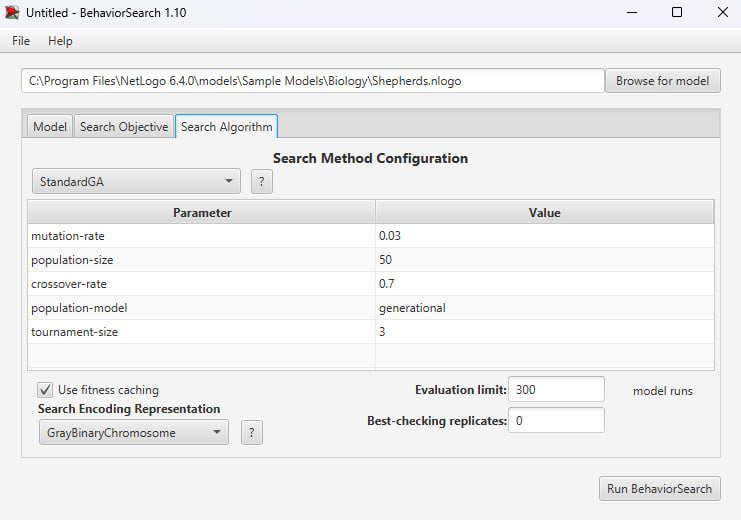 Untitled - BehaviorSearch 1.10
File Help
C:\Program Files\NetLogo 6.4.0\models\Sample Models\Biology\Shepherds.nlogo Browse for model
Model Search Objective Search Algorithm
Search Method Configuration
StandardGA ?
Parameter Value
mutation-rate 0.03
population-size 50
crossover-rate 0.7
population-model generational
tournament-size 3
Use fitness caching Evaluation limit: 300 model runs
Search Encoding Representation
Best-checking replicates: 0
GrayBinaryChromosome ?
Run BehaviorSearch